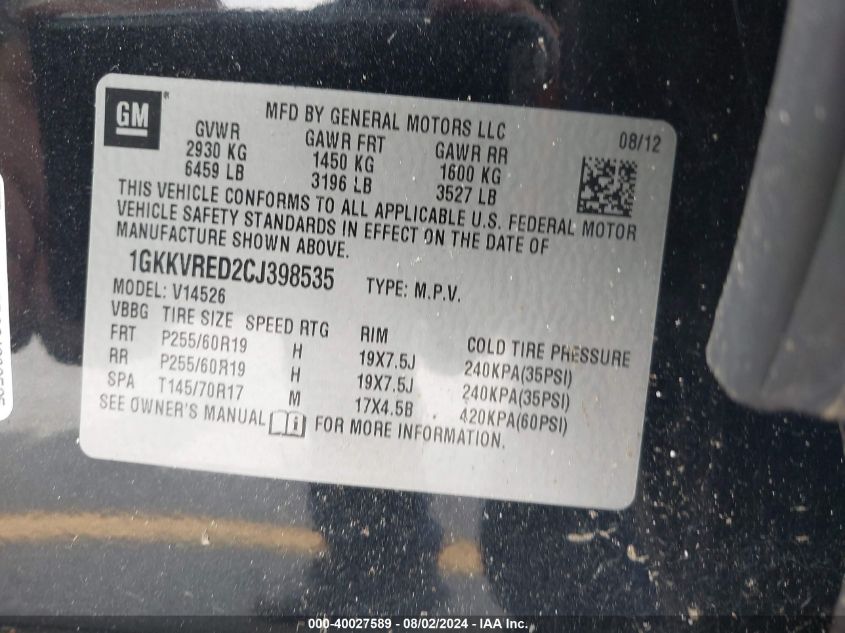 GM
MFD BY GENERAL MOTORS LLC
08/12
GVWR GAWR FRT GAWR RR
2930 KG 1450 KG 1600 KG
6459 LB 3196 LB 3527 LB
THIS VEHICLE CONFORMS TO ALL APPLICABLE U.S. FEDERAL MOTOR
VEHICLE SAFETY STANDARDS IN EFFECT ON THE DATE OF
MANUFACTURE SHOWN ABOVE.
1GKKVRED2CJ398535 TYPE: M.P.V.
MODEL: V14526
VBBG TIRE SIZE SPEED RTG RIM COLD TIRE PRESSURE
FRT P255/60R19 H 19X7.5J 240KPA(35PSI)
RR P255/60R19 H 19X7.5J 240KPA(35PSI)
SPA T145/70R17 M 17X4.5B 420KPA(60PSI)
SEE OWNER'S MANUAL i FOR MORE INFORMATION.
000-40027589 - 08/02/2024 - IAA Inc.